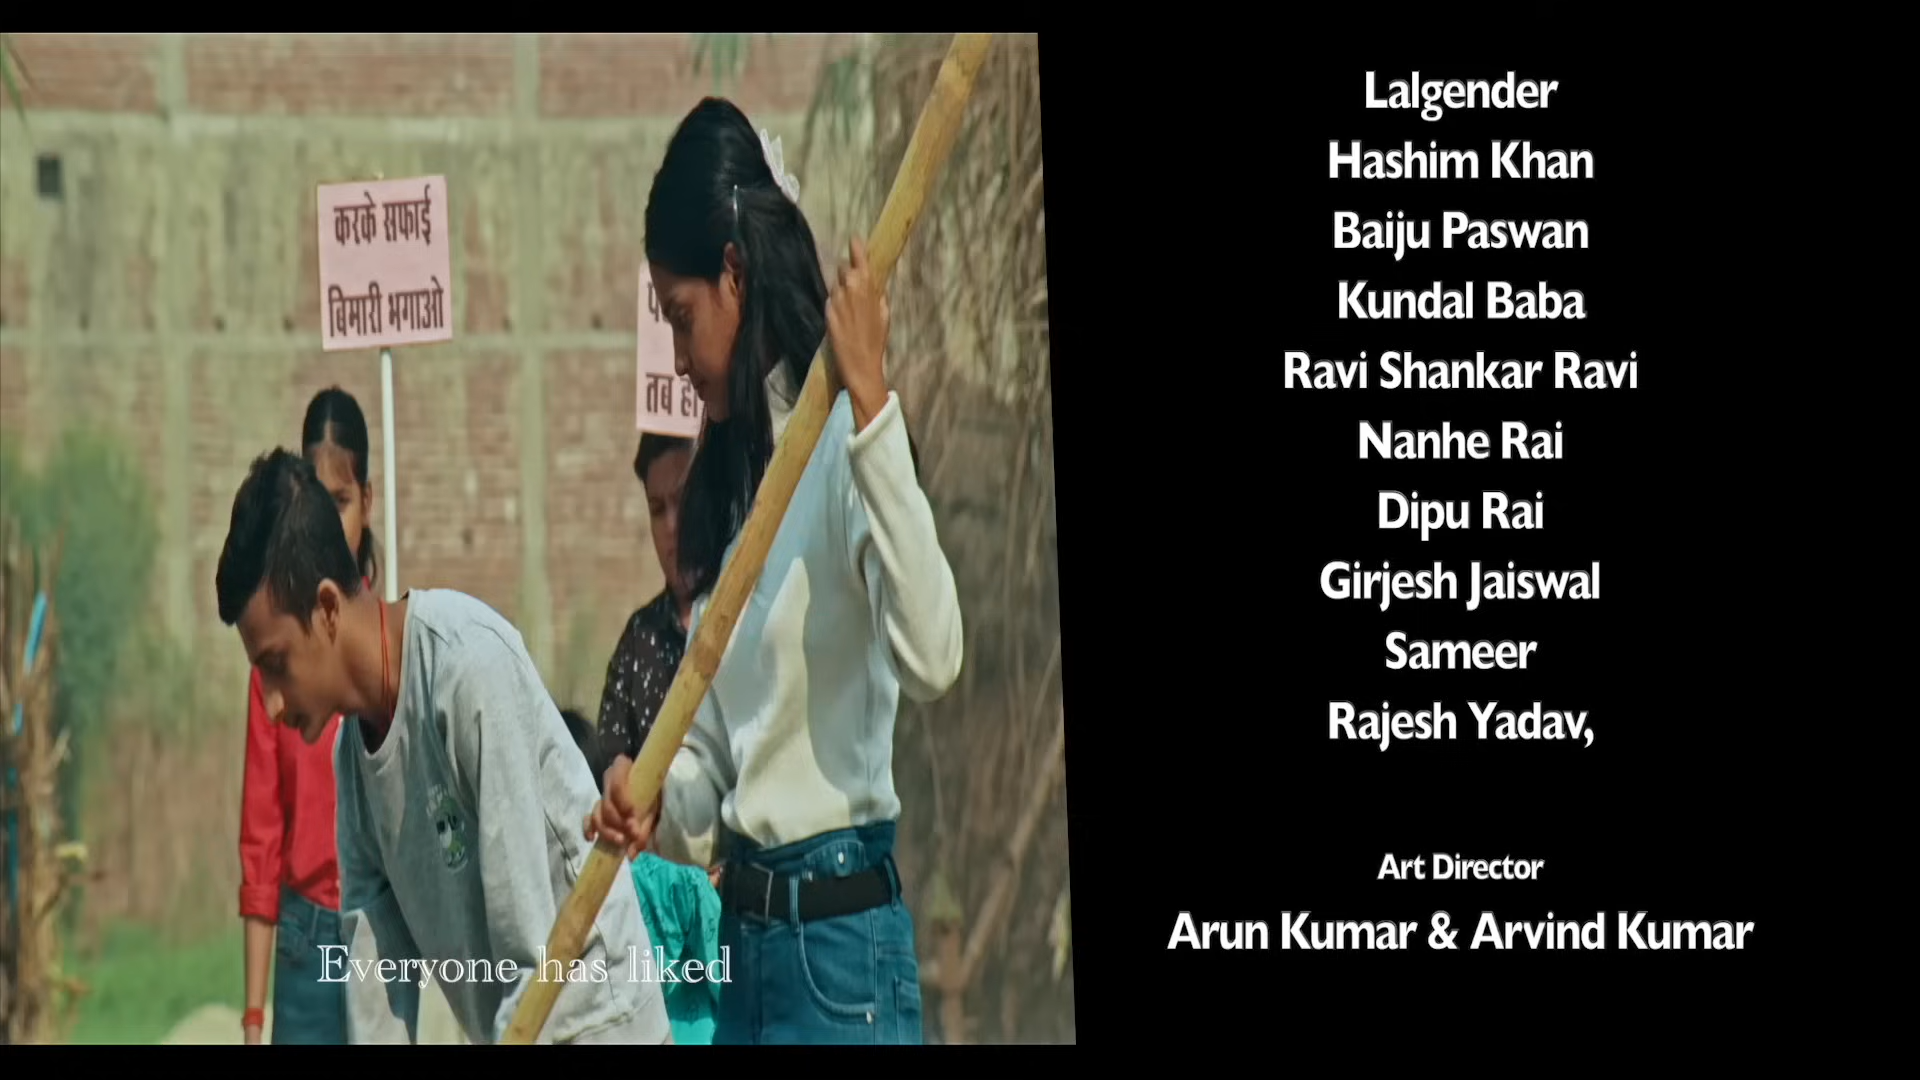 करके सफाई
बिमारी भगाओ
तब
Everyone has liked
Lalgender
Hashim Khan
Baiju Paswan
Kundal Baba
Ravi Shankar Ravi
Nanhe Rai
Dipu Rai
Girjesh Jaiswal
Sameer
Rajesh Yadav,
Art Director
Arun Kumar & Arvind Kumar